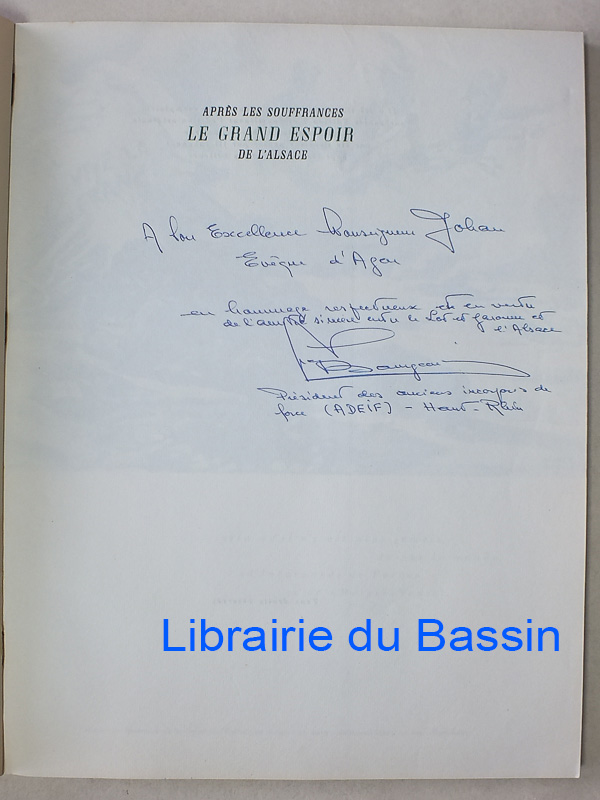 APRÈS LES SOUFFRANCES
LE GRAND ESPOIR
DE L'ALSACE
A Son Excellence Monseigneur Johan
Evêque d'Agen
en hommage respectueux et en vertu
de l'amitié sincère entre le Lot et Garonne et
l'Alsace
Président des anciens incorporés de
force (ADEIF) - Haut-Rhin
Librairie du Bassin